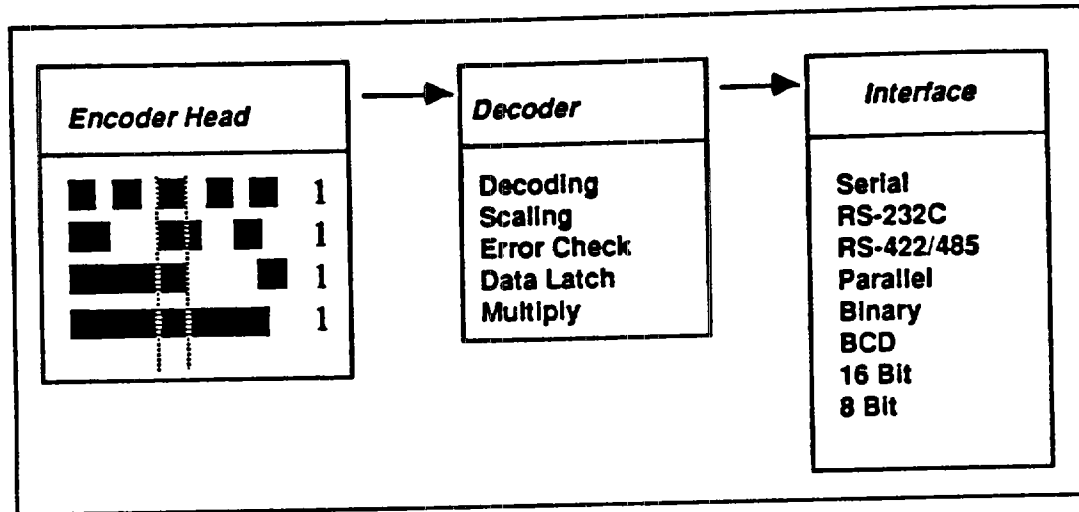 Encoder Head
1
1
1
1
Decoder
Decoding
Scaling
Error Check
Data Latch
Multiply
Interface
Serial
RS-232C
RS-422/485
Parallel
Binary
BCD
16 Bit
8 Bit